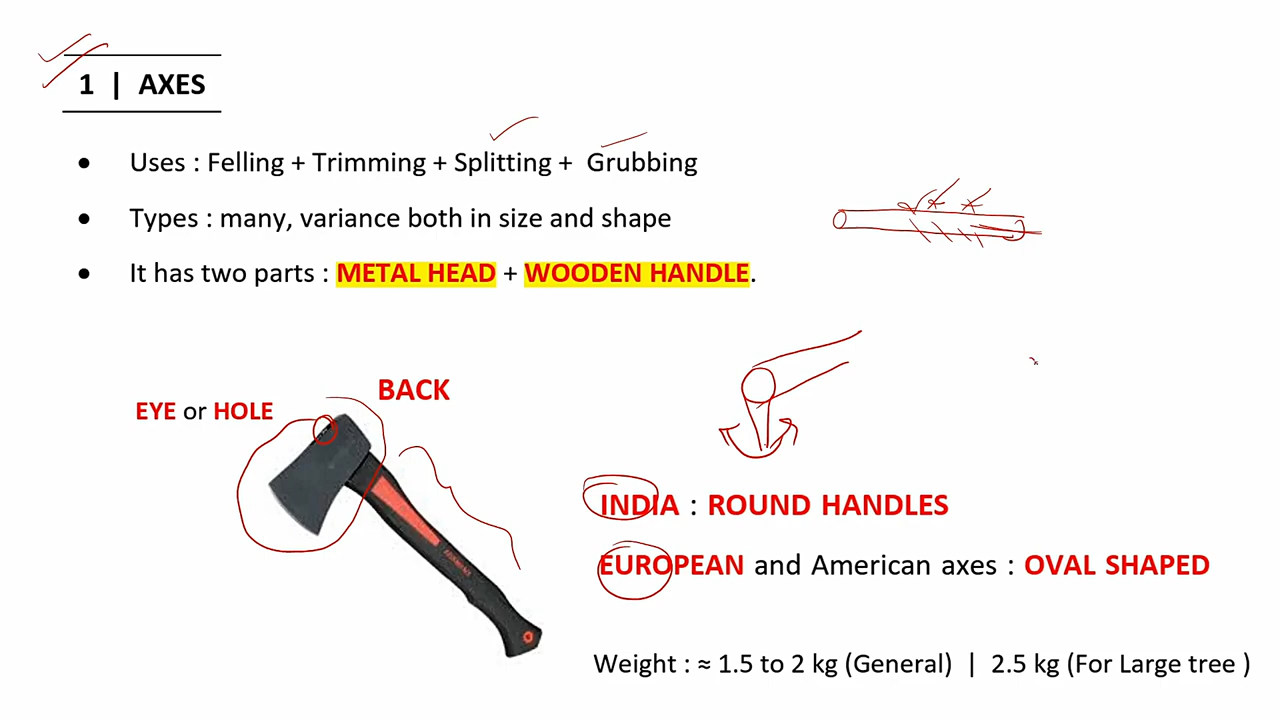 1 | AXES
● Uses : Felling + Trimming + Splitting + Grubbing
● Types : many, variance both in size and shape
● It has two parts : METAL HEAD + WOODEN HANDLE.
BACK
EYE or HOLE
INDIA : ROUND HANDLES
EUROPEAN and American axes : OVAL SHAPED
Weight : ≈ 1.5 to 2 kg (General) | 2.5 kg (For Large tree )